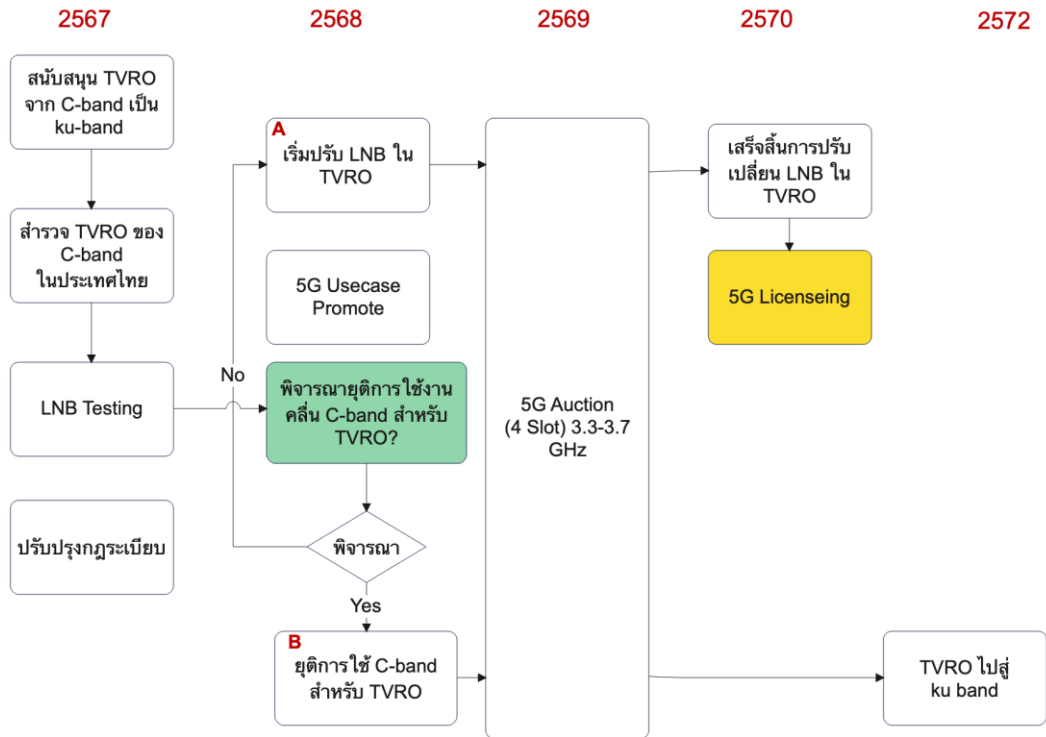 2567
2568
2569
2570
2572
สนับสนุน TVRO
จาก C-band เป็น
ku-band
สำรวจ TVRO ของ
C-band
ในประเทศไทย
LNB Testing
ปรับปรุงกฎระเบียบ
A
เริ่มปรับ LNB ใน
TVRO
5G Usecase
Promote
No
พิจารณายุติการใช้งาน
คลื่น C-band สำหรับ
TVRO?
พิจารณา
Yes
B
ยุติการใช้ C-band
สำหรับ TVRO
5G Auction
(4 Slot) 3.3-3.7
GHz
เสร็จสิ้นการปรับ
เปลี่ยน LNB ใน
TVRO
5G Licenseing
TVRO ไปสู่
ku band